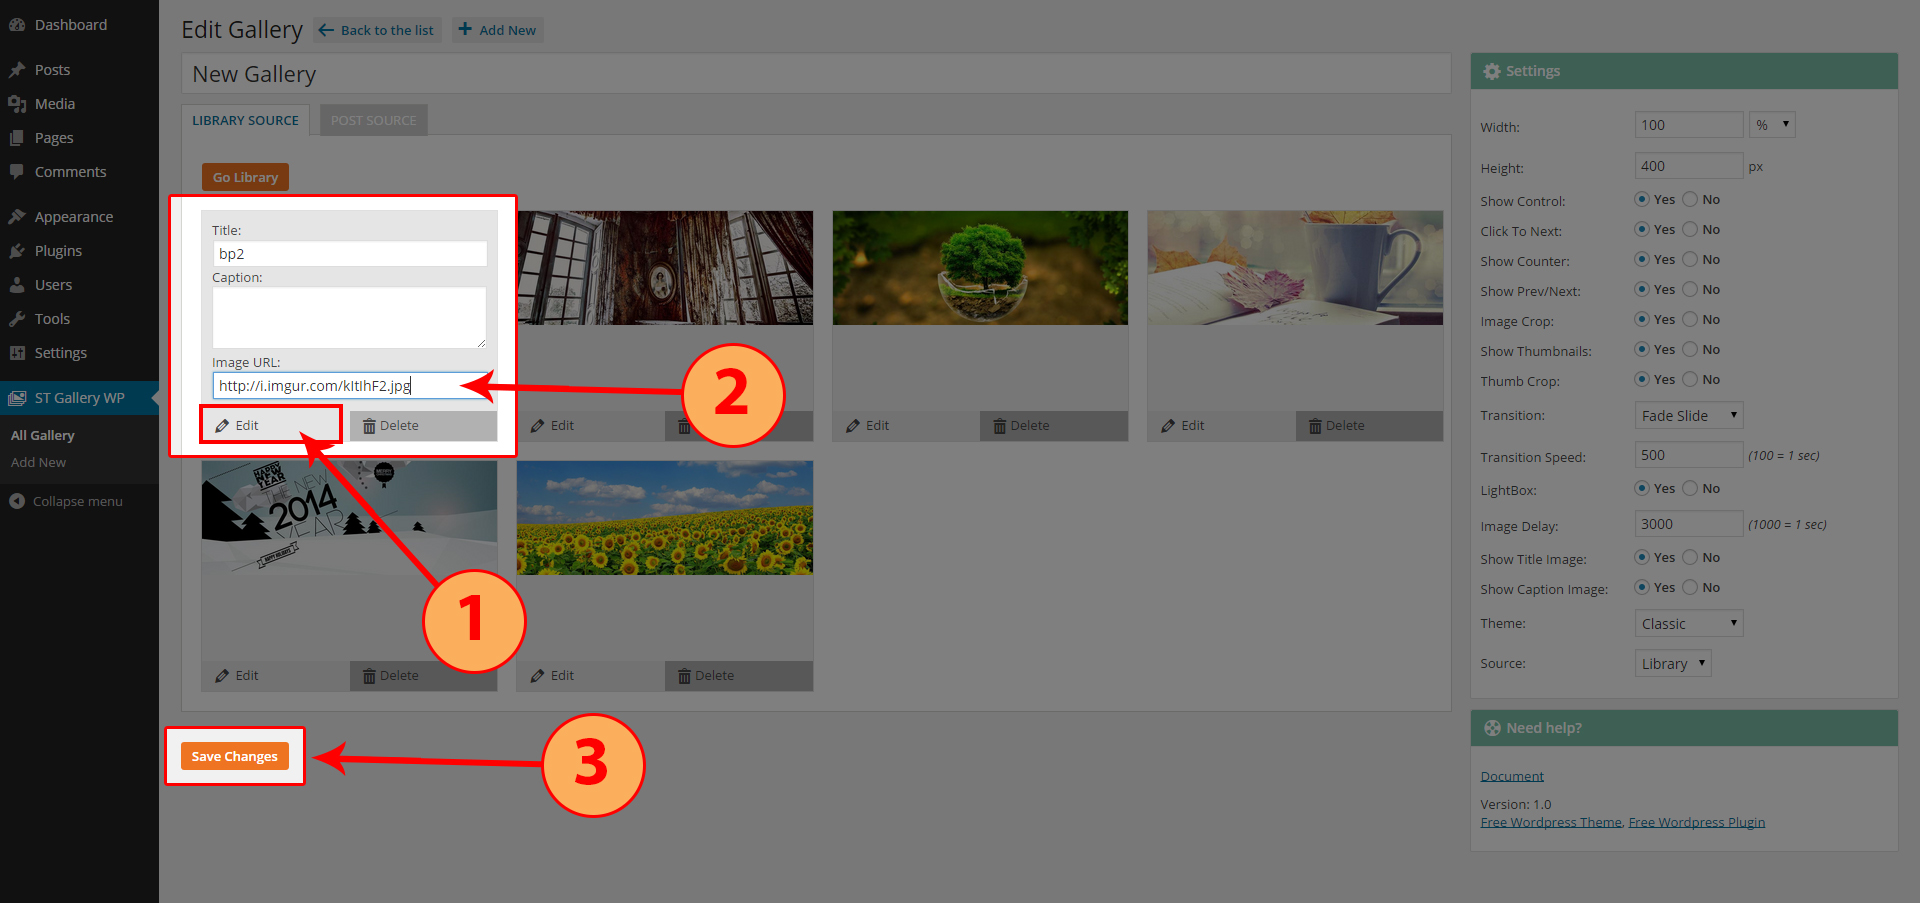 Dashboard
Posts
Media
Pages
Comments
Appearance
Plugins
Users
Tools
Settings
ST Gallery WP
All Gallery
Add New
Collapse menu
Edit Gallery
Back to the list
Add New
New Gallery
LIBRARY SOURCE
POST SOURCE
Go Library
Title:
bp2
Caption:
Image URL:
http://i.imgur.com/kItIhF2.jpg
Edit
Delete
Edit
Edit
Delete
Edit
Delete
2
HAPPY
NEW
YEAR
THE NEW
2014
YEAR
HAPPY HOLIDAYS
1
Edit
Delete
Edit
Delete
Save Changes
3
Settings
Width:
100
%
Height:
400
px
Show Control:
Yes
No
Click To Next:
Yes
No
Show Counter:
Yes
No
Show Prev/Next:
Yes
No
Image Crop:
Yes
No
Show Thumbnails:
Yes
No
Thumb Crop:
Yes
No
Transition:
Fade Slide
Transition Speed:
500
(100 = 1 sec)
LightBox:
Yes
No
Image Delay:
3000
(1000 = 1 sec)
Show Title Image:
Yes
No
Show Caption Image:
Yes
No
Theme:
Classic
Source:
Library
Need help?
Document
Version: 1.0
Free Wordpress Theme, Free Wordpress Plugin